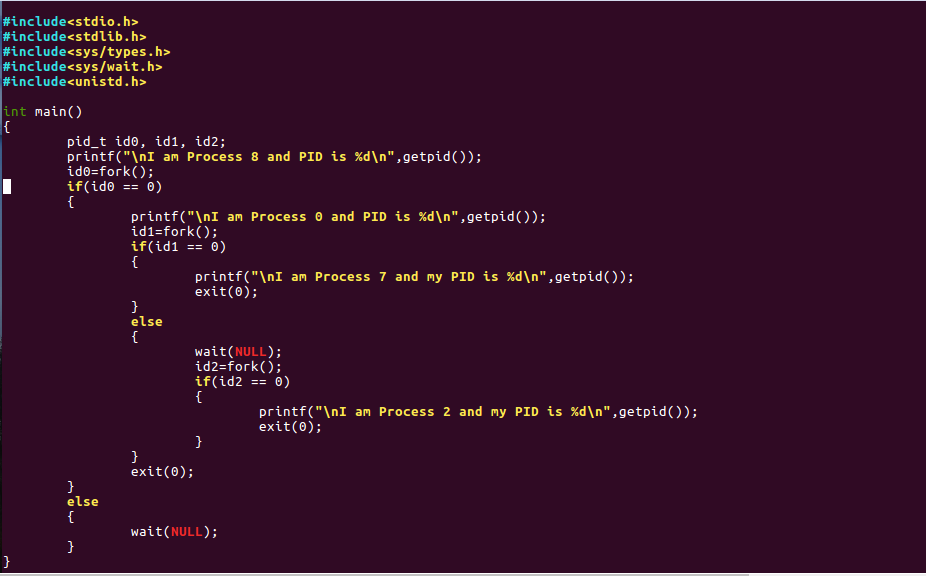 #include<stdio.h>
#include<stdlib.h>
#include<sys/types.h>
#include<sys/wait.h>
#include<unistd.h>
int main()
{
pid_t id0, id1, id2;
printf("\nI am Process 8 and PID is %d\n",getpid());
id0=fork();
if(id0 == 0)
{
printf("\nI am Process 0 and PID is %d\n",getpid());
id1=fork();
if(id1 == 0)
{
printf("\nI am Process 7 and my PID is %d\n",getpid());
exit(0);
}
else
{
wait(NULL);
id2=fork();
if(id2 == 0)
{
printf("\nI am Process 2 and my PID is %d\n",getpid());
exit(0);
}
}
exit(0);
}
else
{
wait(NULL);
}
}